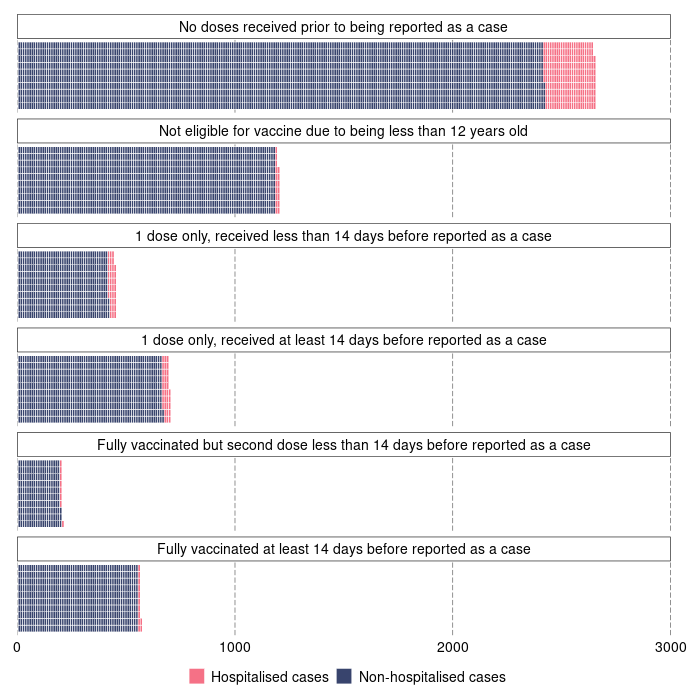 No doses received prior to being reported as a case
Not eligible for vaccine due to being less than 12 years old
1 dose only, received less than 14 days before reported as a case
1 dose only, received at least 14 days before reported as a case
Fully vaccinated but second dose less than 14 days before reported as a case
Fully vaccinated at least 14 days before reported as a case
0 1000 2000 3000
Hospitalised cases Non-hospitalised cases